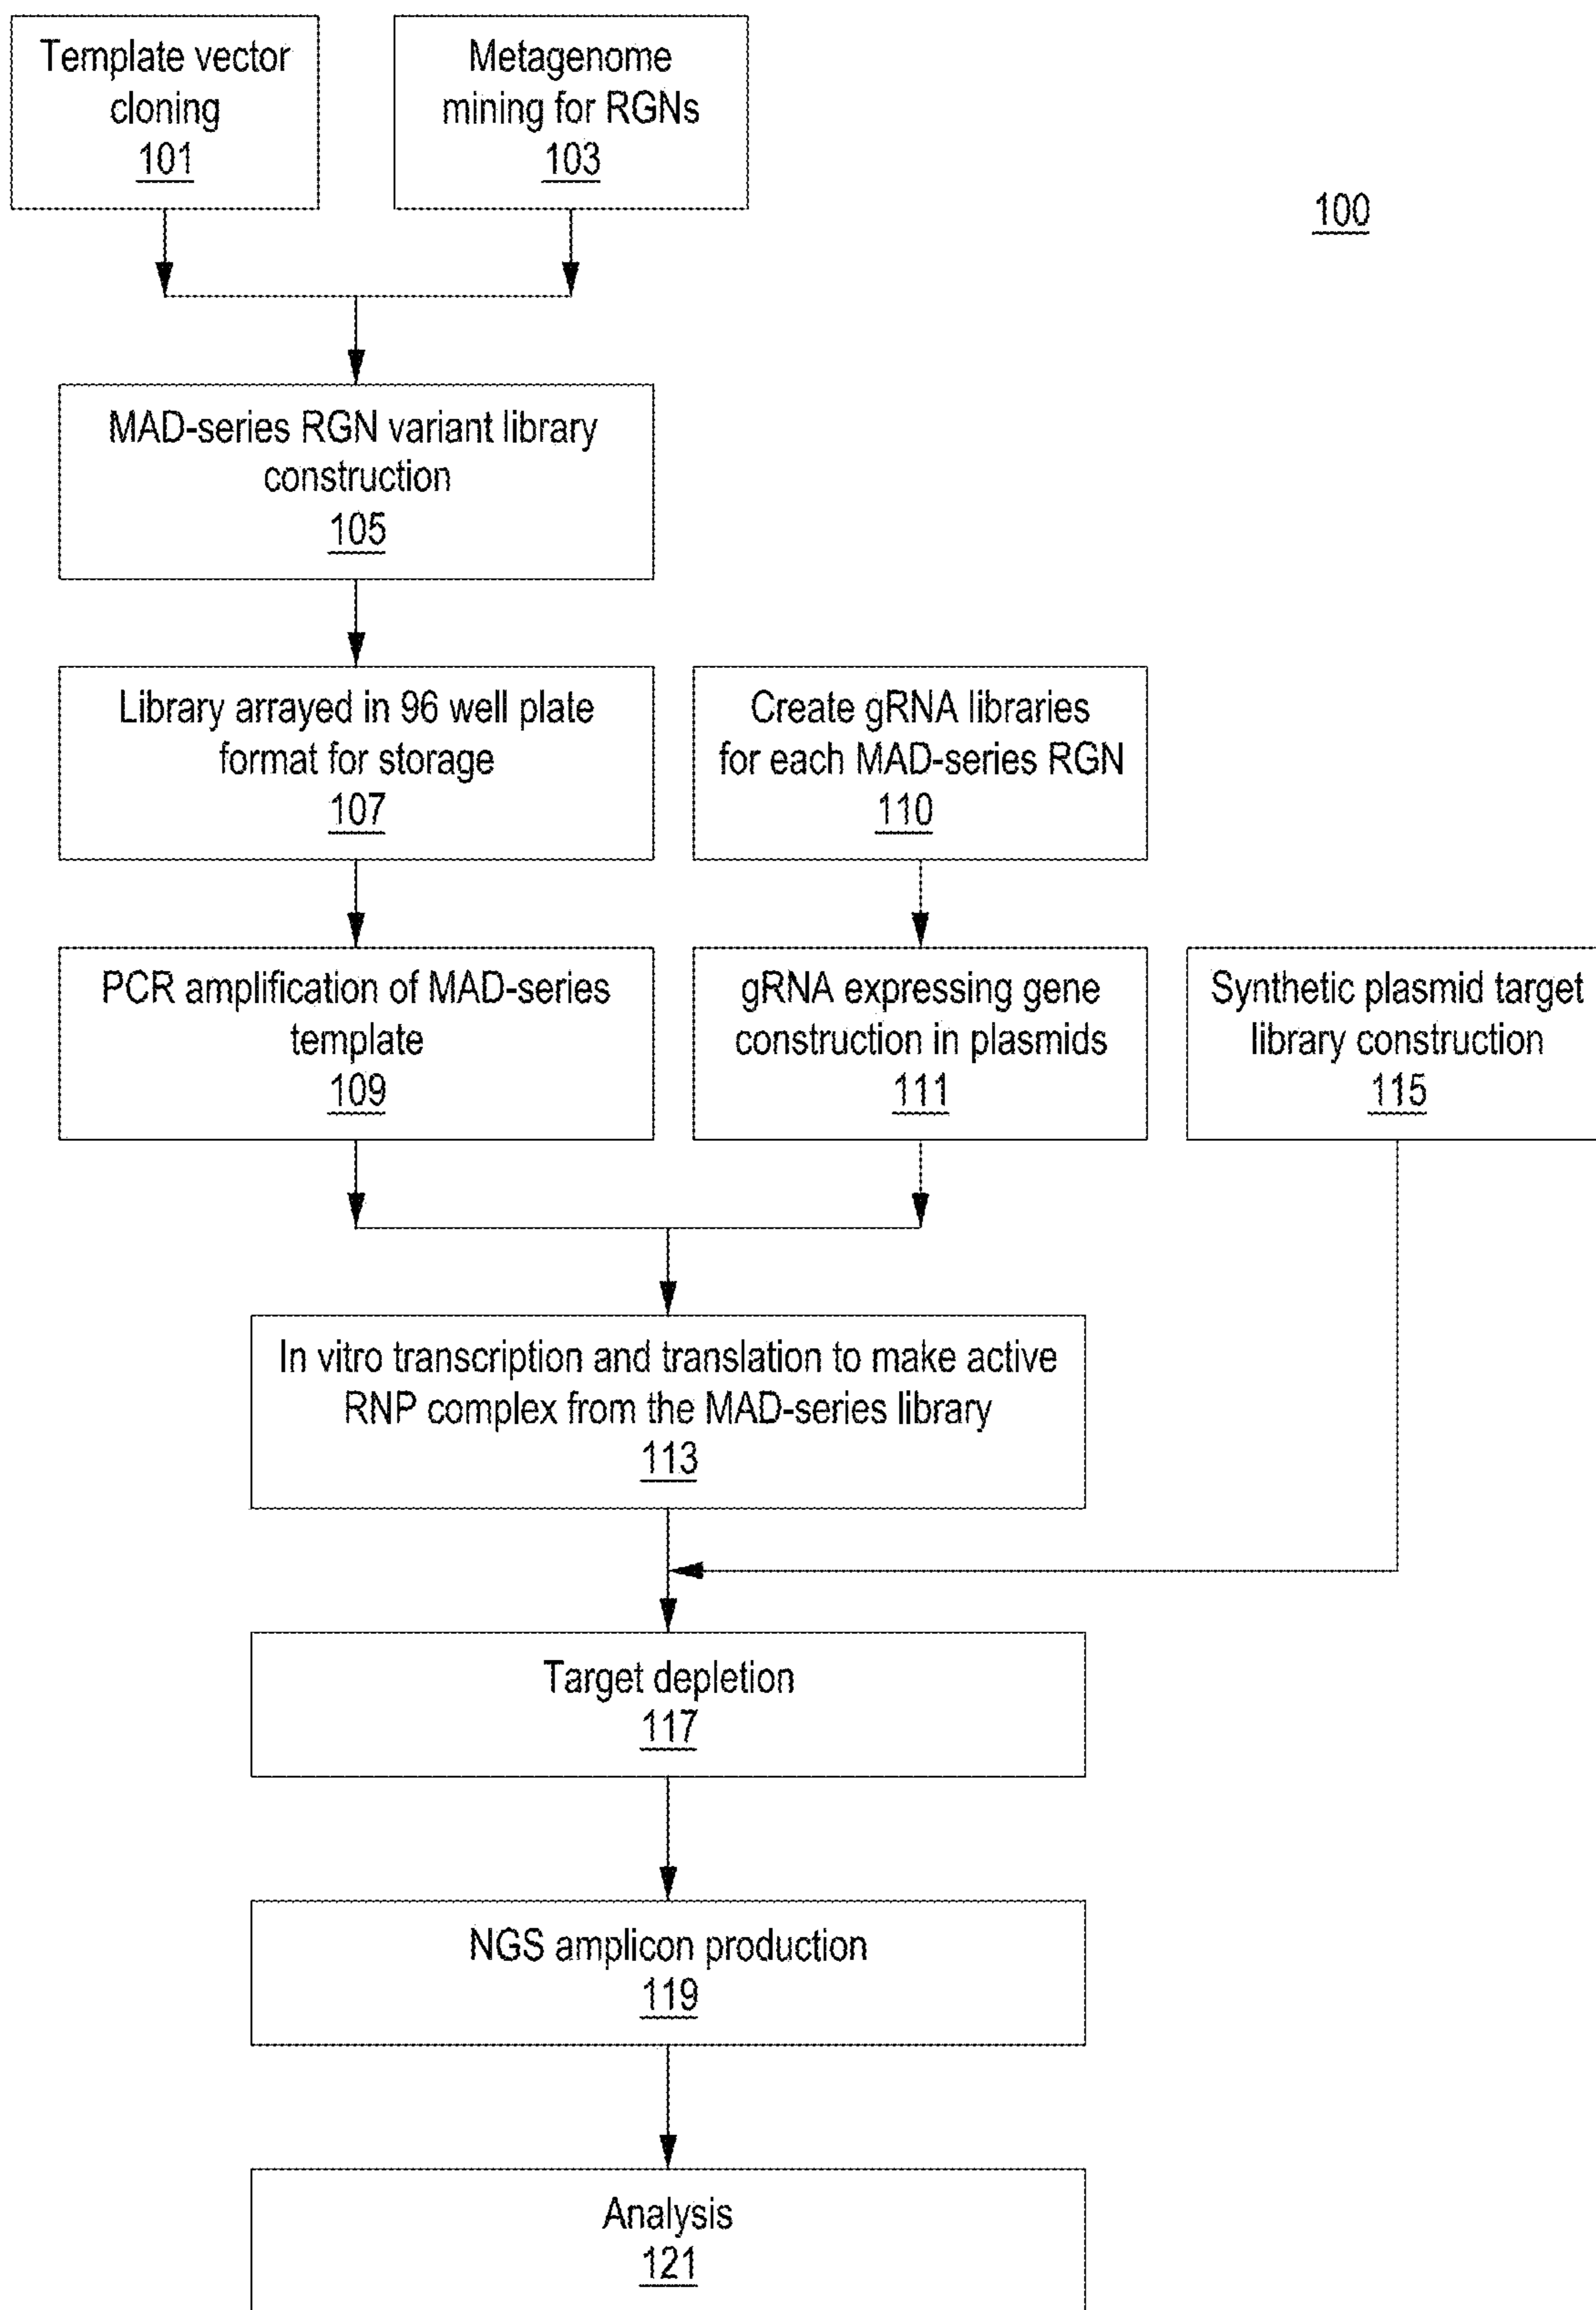 Template vector
cloning
101
Metagenome
mining for RGNs
103
100
MAD-series RGN variant library
construction
105
Library arrayed in 96 well plate
format for storage
107
Create gRNA libraries
for each MAD-series RGN
110
PCR amplification of MAD-series
template
109
gRNA expressing gene
construction in plasmids
111
Synthetic plasmid target
library construction
115
In vitro transcription and translation to make active
RNP complex from the MAD-series library
113
Target depletion
117
NGS amplicon production
119
Analysis
121